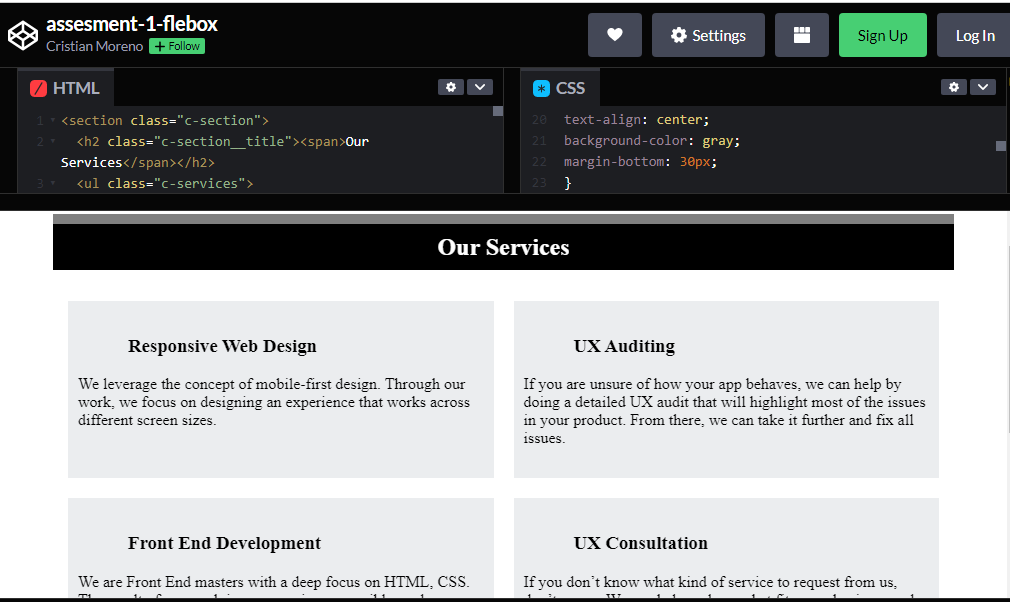 assesment-1-flebox
Cristian Moreno + Follow
Settings
Sign Up
Log In
HTML
1 <section class="c-section">
2 <h2 class="c-section__title"><span>Our
Services</span></h2>
3 <ul class="c-services">
CSS
20 text-align: center;
21 background-color: gray;
22 margin-bottom: 30px;
23 }
Our Services
Responsive Web Design
We leverage the concept of mobile-first design. Through our
work, we focus on designing an experience that works across
different screen sizes.
UX Auditing
If you are unsure of how your app behaves, we can help by
doing a detailed UX audit that will highlight most of the issues
in your product. From there, we can take it further and fix all
issues.
Front End Development
We are Front End masters with a deep focus on HTML, CSS.
UX Consultation
If you don’t know what kind of service to request from us,